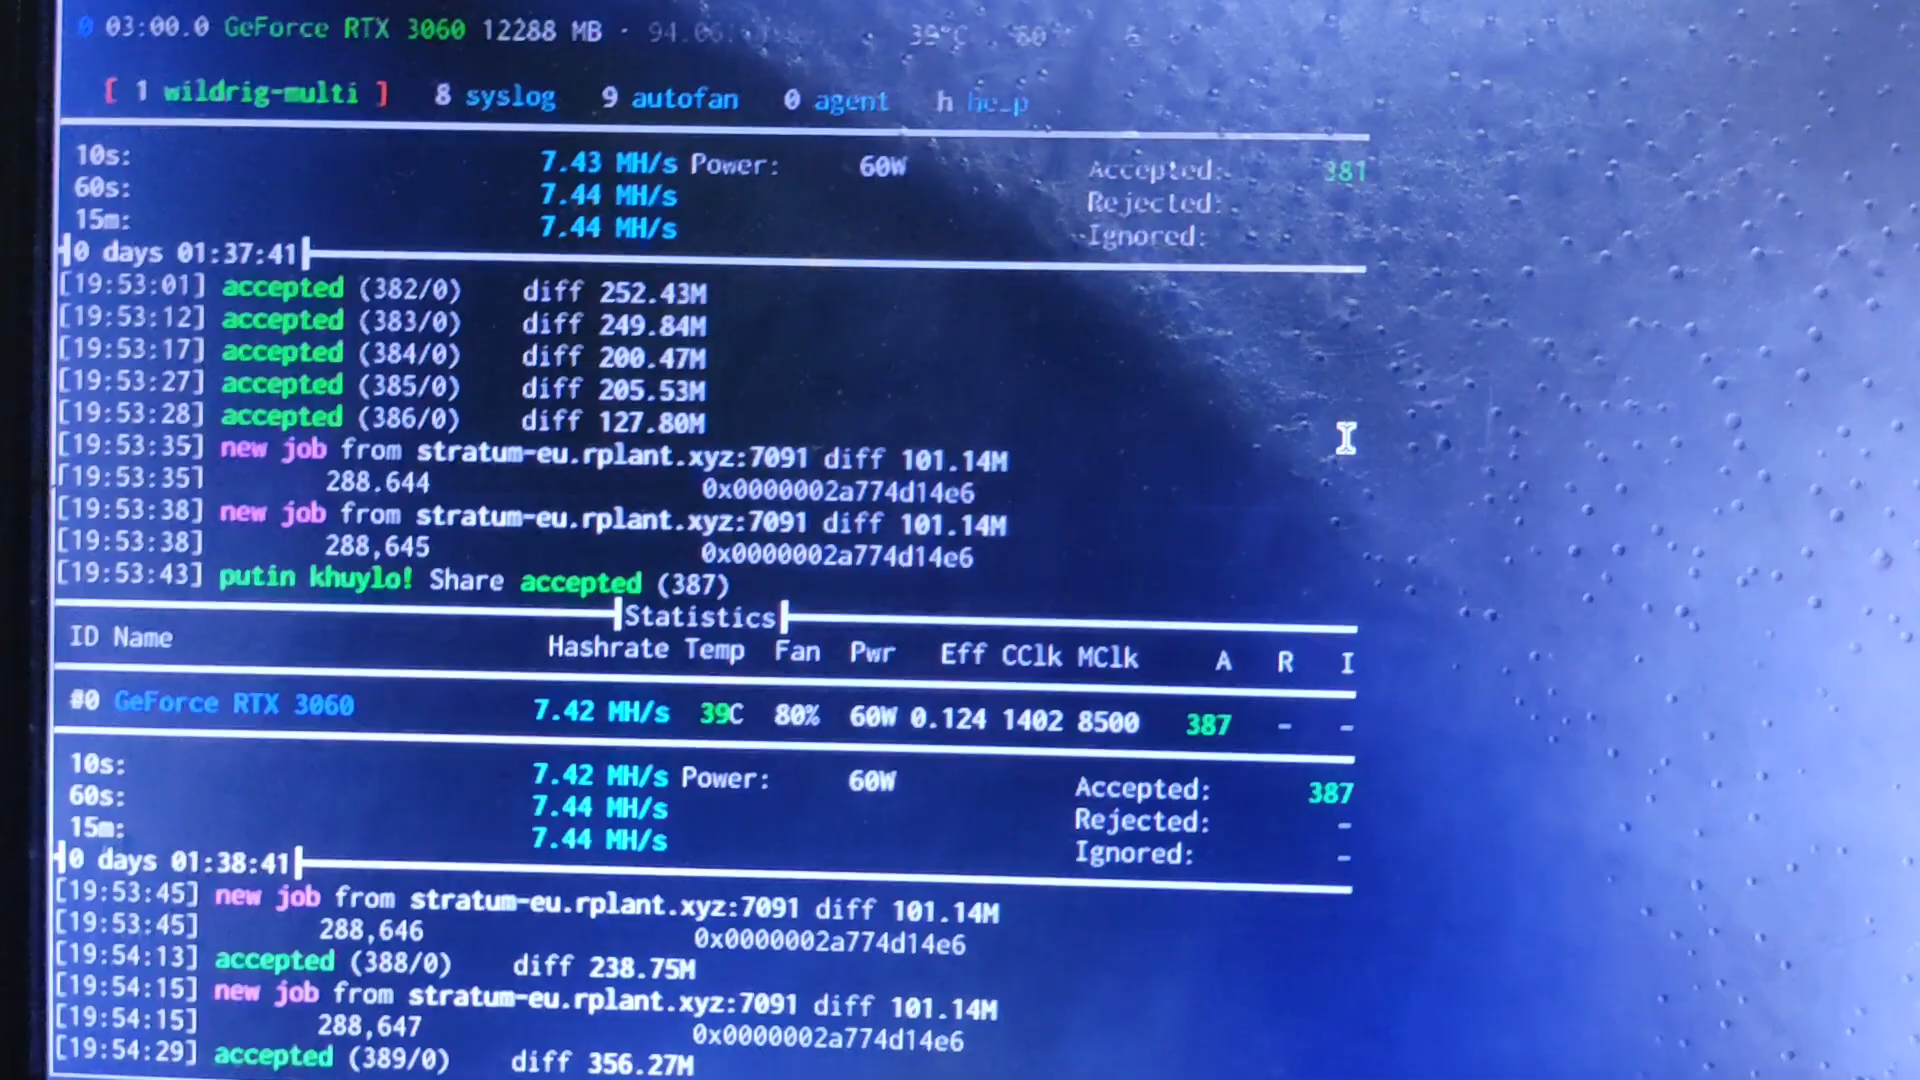 0 03:00.0 GeForce RTX 3060 12288 MB · 39°C
[ 1 wildrig-multi ] 8 syslog 9 autofan 0 agent h help
10s: 7.43 MH/s Power: 60W Accepted: 381
60s: 7.44 MH/s Rejected: -
15m: 7.44 MH/s Ignored:
0 days 01:37:41
[19:53:01] accepted (382/0) diff 252.43M
[19:53:12] accepted (383/0) diff 249.84M
[19:53:17] accepted (384/0) diff 200.47M
[19:53:27] accepted (385/0) diff 205.53M
[19:53:28] accepted (386/0) diff 127.80M
[19:53:35] new job from stratum-eu.rplant.xyz:7091 diff 101.14M
[19:53:35] 288.644 0x0000002a774d14e6
[19:53:38] new job from stratum-eu.rplant.xyz:7091 diff 101.14M
[19:53:38] 288,645 0x0000002a774d14e6
[19:53:43] putin khuylo! Share accepted (387)
Statistics
ID Name Hashrate Temp Fan Pwr Eff CClk MClk A R I
#0 GeForce RTX 3060 7.42 MH/s 39C 80% 60W 0.124 1402 8500 387 - -
10s: 7.42 MH/s Power: 60W Accepted: 387
60s: 7.44 MH/s Rejected: -
15m: 7.44 MH/s Ignored: -
0 days 01:38:41
[19:53:45] new job from stratum-eu.rplant.xyz:7091 diff 101.14M
[19:53:45] 288,646 0x0000002a774d14e6
[19:54:13] accepted (388/0) diff 238.75M
[19:54:15] new job from stratum-eu.rplant.xyz:7091 diff 101.14M
[19:54:15] 288,647 0x0000002a774d14e6
[19:54:29] accepted (389/0) diff 356.27M